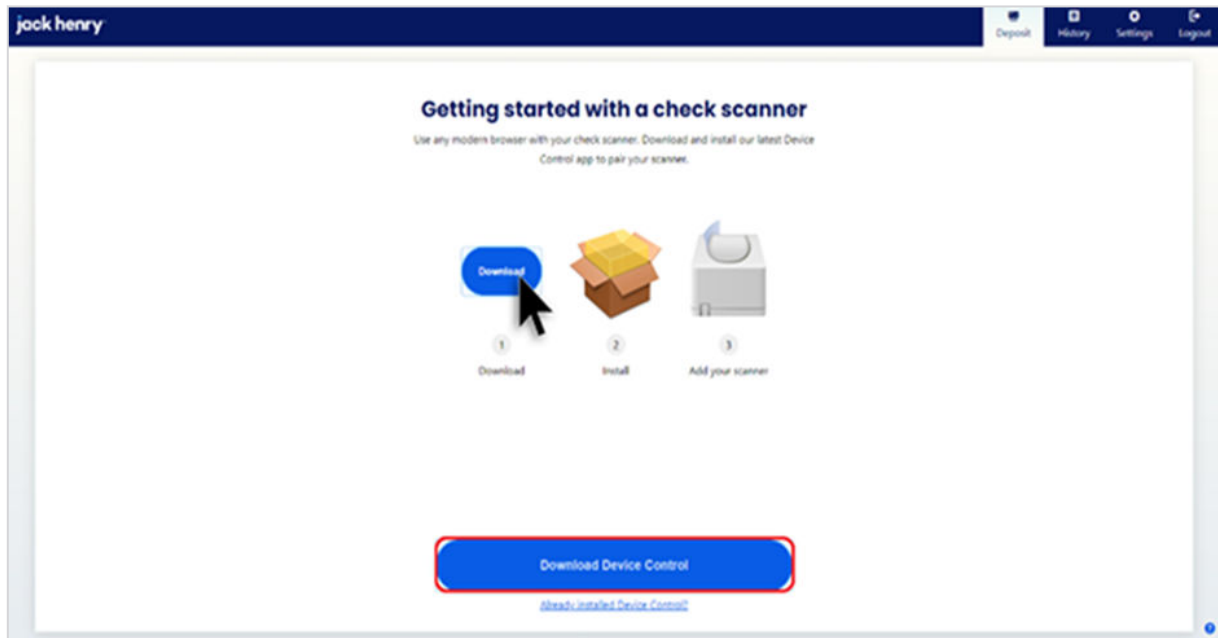 jack henry
Deposit
History
Settings
Logout
Getting started with a check scanner
Use any modern browser with your check scanner. Download and install our latest Device
Control app to pair your scanner.
Download
1
2
3
Download
Install
Add your scanner
Download Device Control
Already installed Device Control?
?